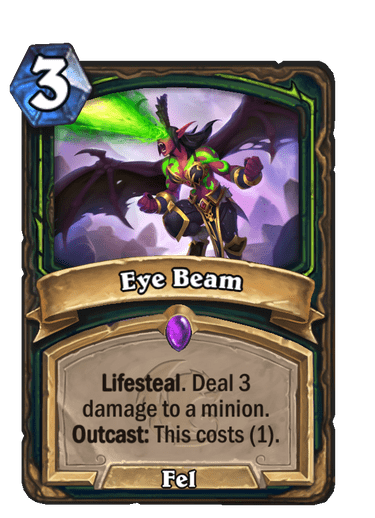 3
Eye Beam
Lifesteal. Deal 3
damage to a minion.
Outcast: This costs (1).
Fel